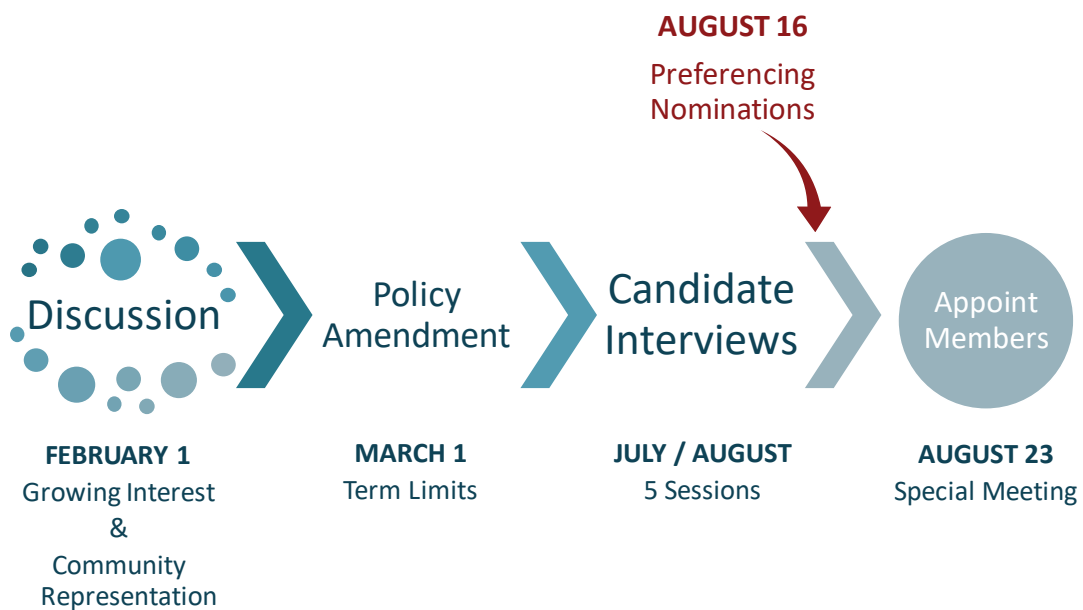 AUGUST 16
Preferencing
Nominations
Discussion
Policy
Amendment
Candidate
Interviews
Appoint
Members
FEBRUARY 1
Growing Interest
&
Community
Representation
MARCH 1
Term Limits
JULY / AUGUST
5 Sessions
AUGUST 23
Special Meeting